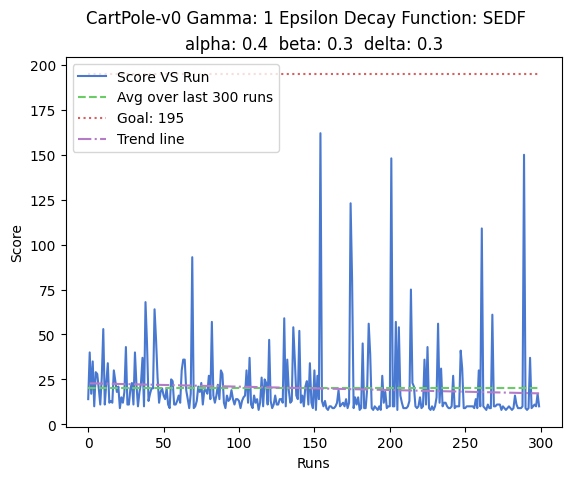 CartPole-v0 Gamma: 1 Epsilon Decay Function: SEDF
alpha: 0.4 beta: 0.3 delta: 0.3
Score VS Run
Avg over last 300 runs
Goal: 195
Trend line
Score
200
175
150
125
100
75
50
25
0
0
50
100
150
200
250
300
Runs